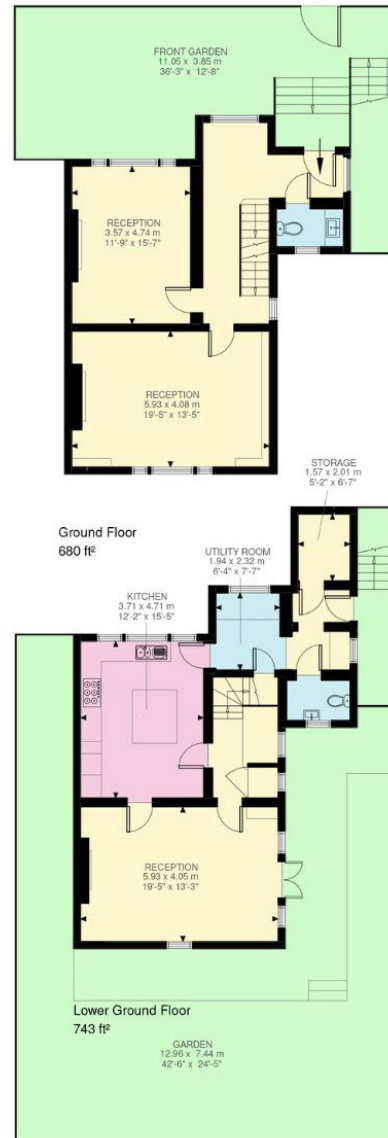 FRONT GARDEN
11.05 x 3.85 m
36'-3" x 12'-8"
RECEPTION
3.57 x 4.74 m
11'-9" x 15'-7"
RECEPTION
5.93 x 4.08 m
19'-5" x 13'-5"
STORAGE
1.57 x 2.01 m
5'-2" x 6'-7"
Ground Floor
680 ft²
UTILITY ROOM
1.94 x 2.32 m
6'-4" x 7'-7"
KITCHEN
3.71 x 4.71 m
12'-2" x 15'-5"
RECEPTION
5.93 x 4.05 m
19'-5" x 13'-3"
Lower Ground Floor
743 ft²
GARDEN
12.96 x 7.44 m
42'-6" x 24'-5"